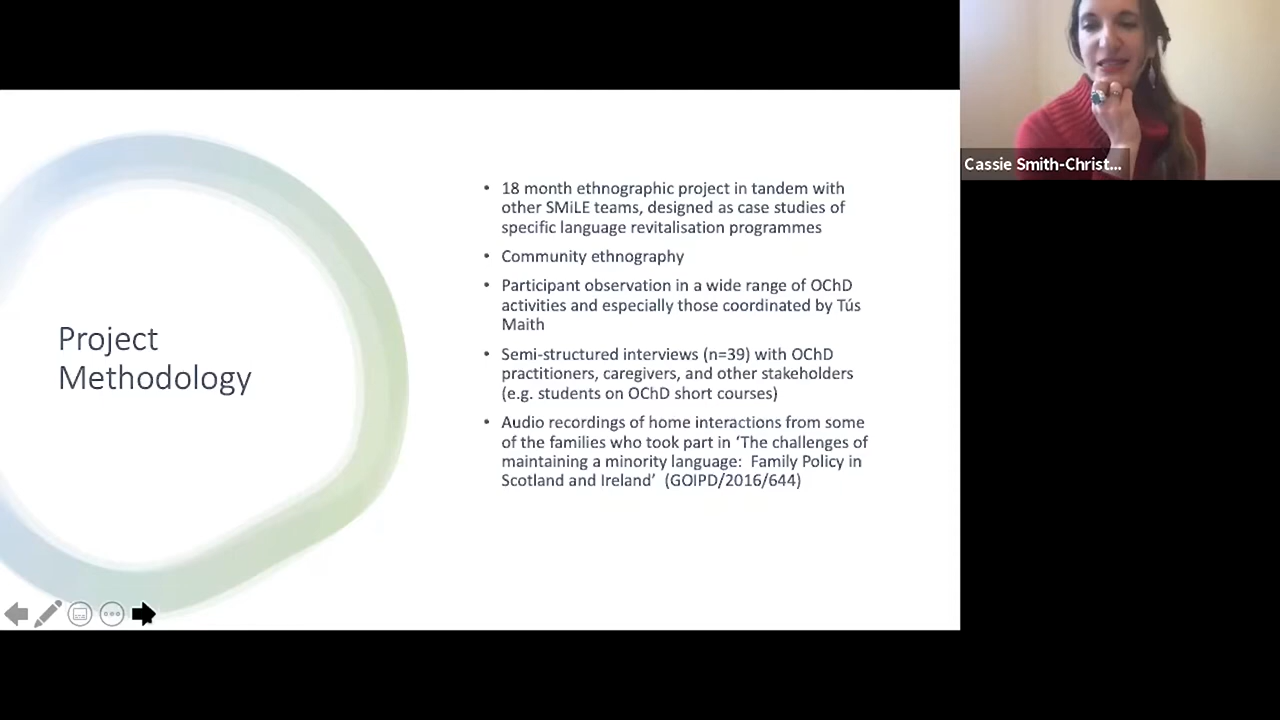 Cassie Smith-Christ...
Project
Methodology
• 18 month ethnographic project in tandem with
other SMiLE teams, designed as case studies of
specific language revitalisation programmes
• Community ethnography
• Participant observation in a wide range of OChD
activities and especially those coordinated by Tús
Maith
• Semi-structured interviews (n=39) with OChD
practitioners, caregivers, and other stakeholders
(e.g. students on OChD short courses)
• Audio recordings of home interactions from some
of the families who took part in ‘The challenges of
maintaining a minority language:  Family Policy in
Scotland and Ireland’  (GOIPD/2016/644)